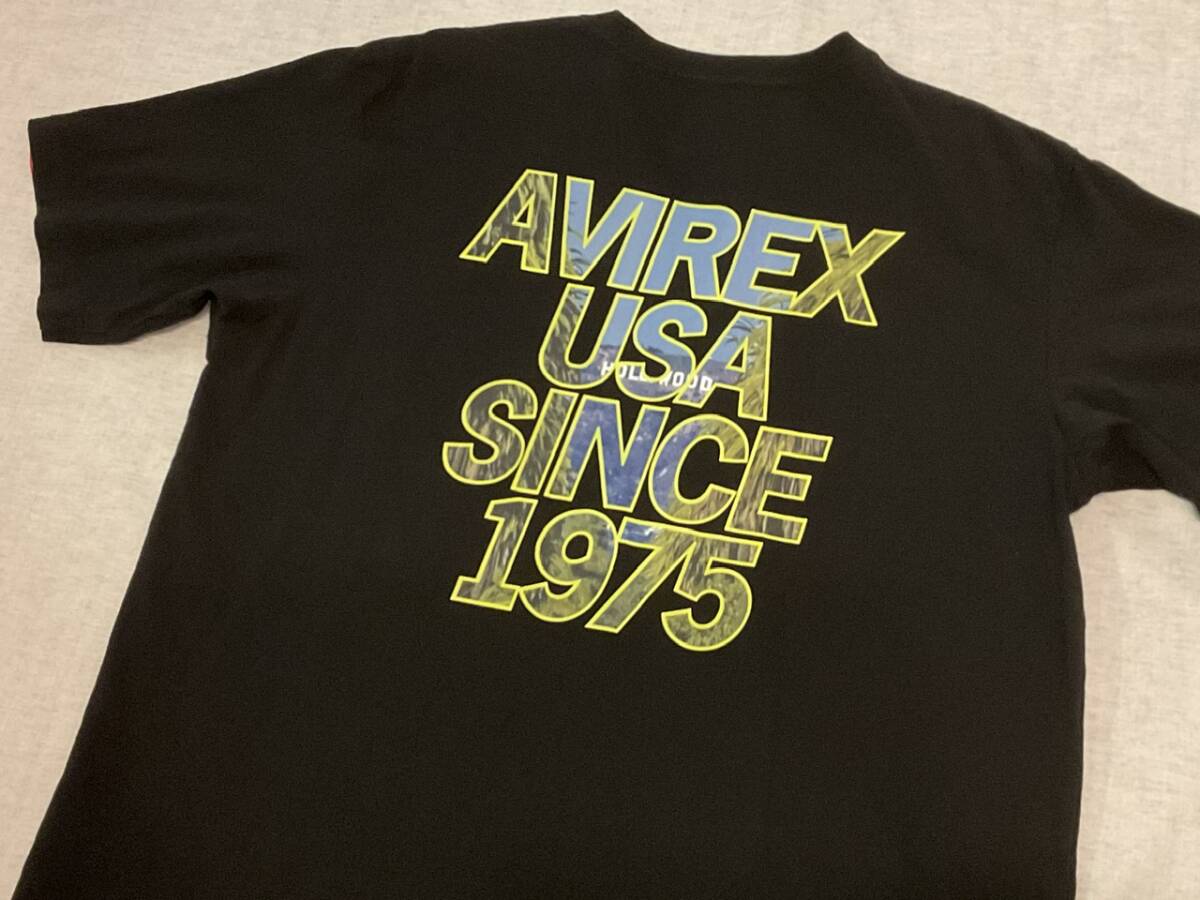 AVIREX
USA
HOLLYWOOD
SINCE
1975